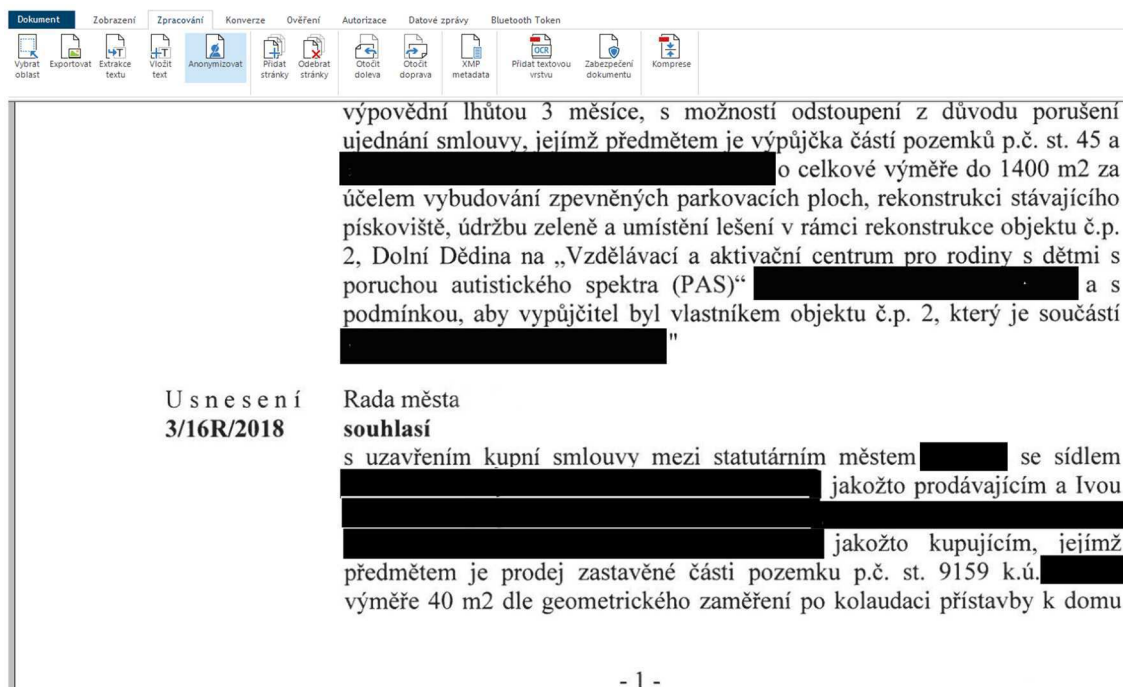 Dokument Zobrazení Zpracování Konverze Ověření Autorizace Datové zprávy Bluetooth Token
Vybrat oblast Exportovat Extrakce textu Vložit text Anonymizovat Přidat stránky Odebrat stránky Otočit doleva Otočit doprava XMP metadata Přidat textovou vrstvu Zabezpečení dokumentu Komprese
výpovědní lhůtou 3 měsíce, s možností odstoupení z důvodu porušení
ujednání smlouvy, jejímž předmětem je výpůjčka částí pozemků p.č. st. 45 a
o celkové výměře do 1400 m2 za
účelem vybudování zpevněných parkovacích ploch, rekonstrukci stávajícího
pískoviště, údržbu zeleně a umístění lešení v rámci rekonstrukce objektu č.p.
2, Dolní Dědina na „Vzdělávací a aktivační centrum pro rodiny s dětmi s
poruchou autistického spektra (PAS)“ a s
podmínkou, aby vypůjčitel byl vlastníkem objektu č.p. 2, který je součástí
"
Usnesení Rada města
3/16R/2018 souhlasí
s uzavřením kupní smlouvy mezi statutárním městem se sídlem
jakožto prodávajícím a Ivou
jakožto kupujícím, jejímž
předmětem je prodej zastavěné části pozemku p.č. st. 9159 k.ú.
výměře 40 m2 dle geometrického zaměření po kolaudaci přístavby k domu
- 1 -